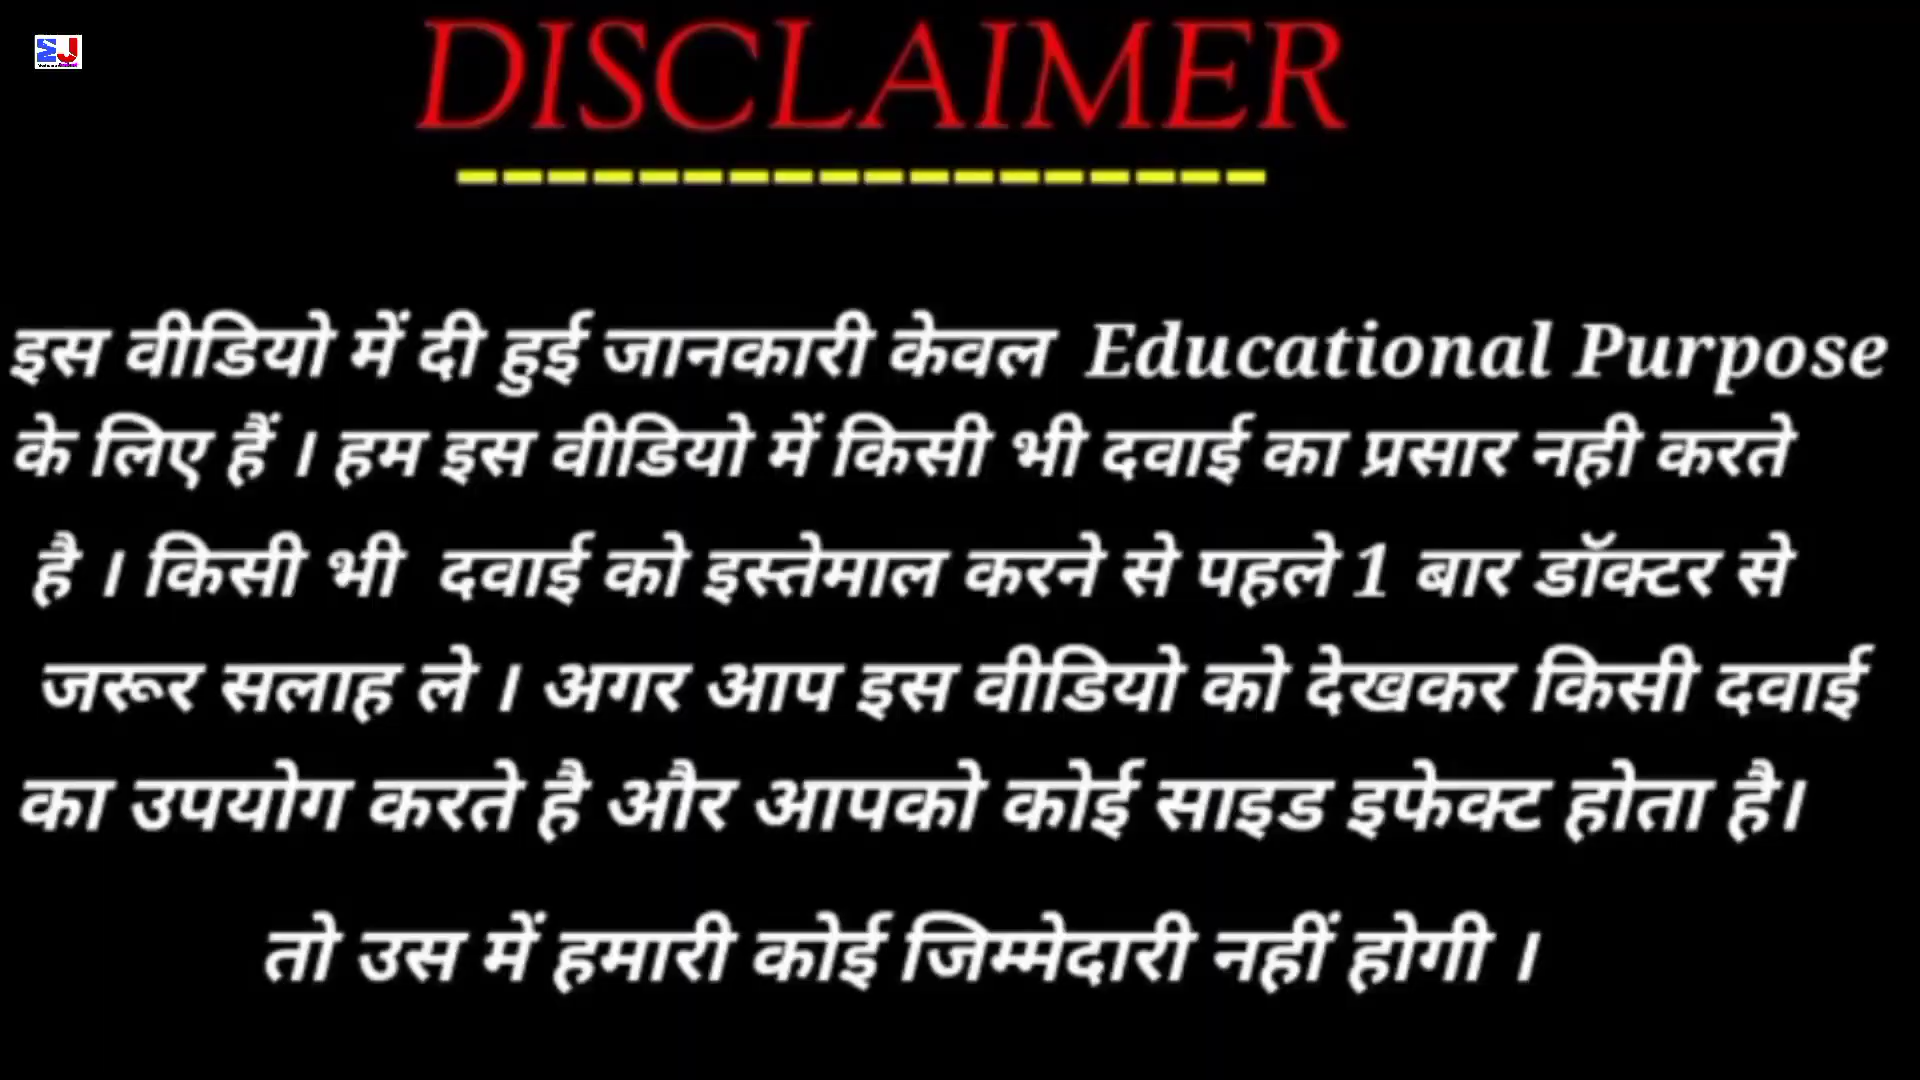 DISCLAIMER
इस वीडियो में दी हुई जानकारी केवल Educational Purpose
के लिए हैं । हम इस वीडियो में किसी भी दवाई का प्रसार नही करते
है । किसी भी दवाई को इस्तेमाल करने से पहले 1 बार डॉक्टर से
जरूर सलाह ले । अगर आप इस वीडियो को देखकर किसी दवाई
का उपयोग करते है और आपको कोई साइड इफेक्ट होता है।
तो उस में हमारी कोई जिम्मेदारी नहीं होगी ।